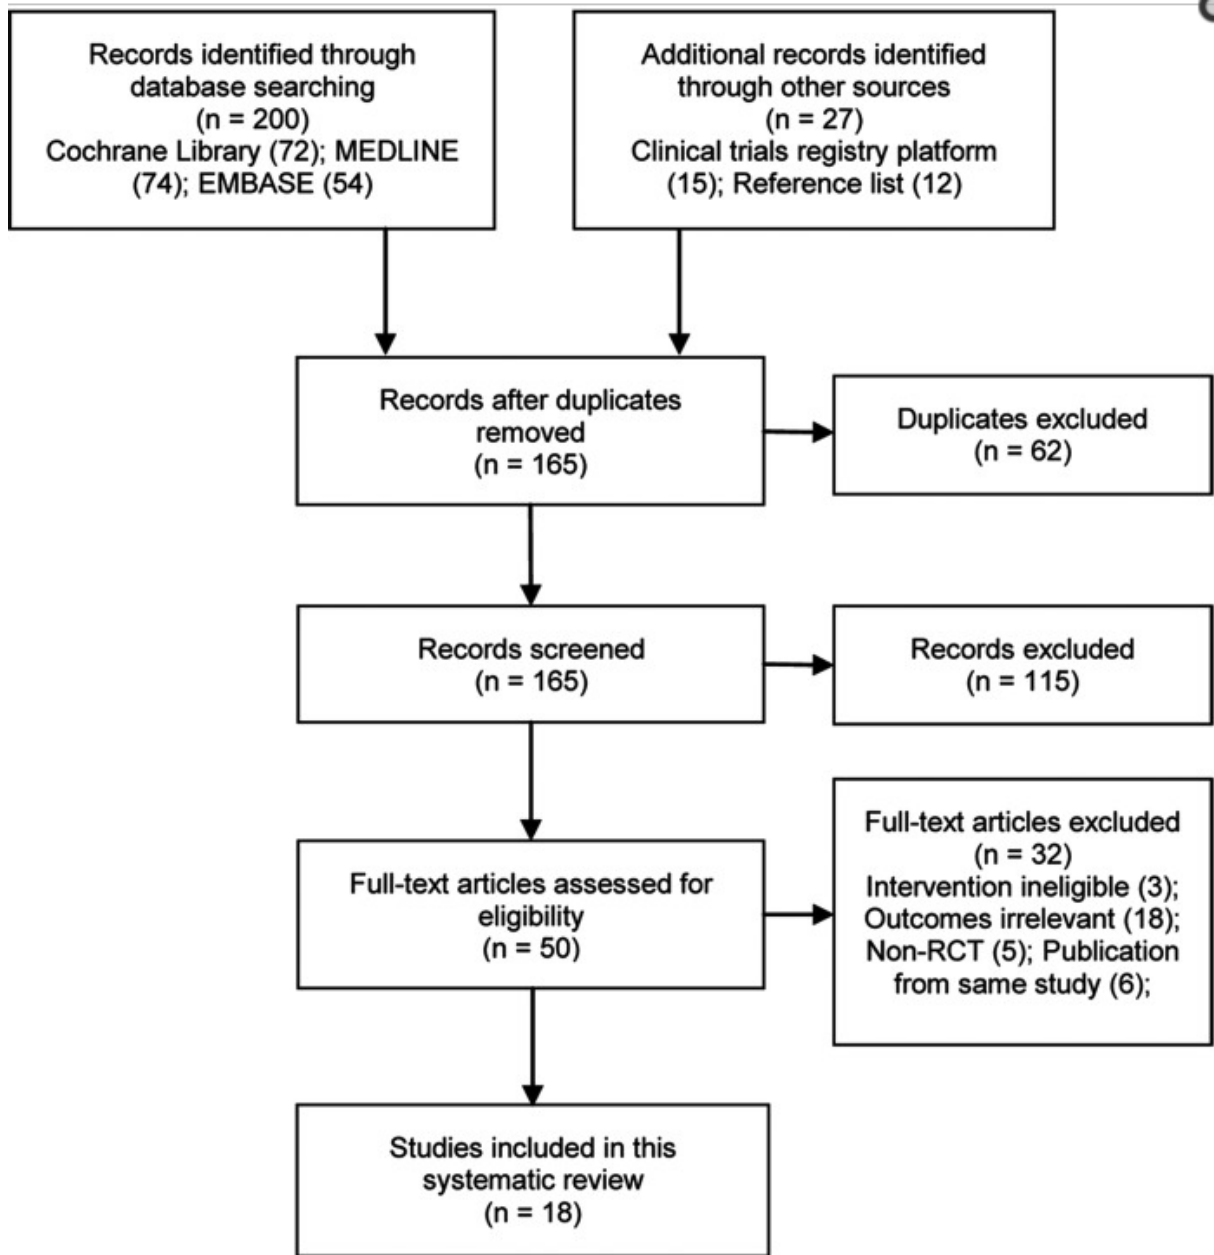 Records identified through
database searching
(n = 200)
Cochrane Library (72); MEDLINE
(74); EMBASE (54)
Additional records identified
through other sources
(n = 27)
Clinical trials registry platform
(15); Reference list (12)
Records after duplicates
removed
(n = 165)
Duplicates excluded
(n = 62)
Records screened
(n = 165)
Records excluded
(n = 115)
Full-text articles assessed for
eligibility
(n = 50)
Full-text articles excluded
(n = 32)
Intervention ineligible (3);
Outcomes irrelevant (18);
Non-RCT (5); Publication
from same study (6);
Studies included in this
systematic review
(n = 18)